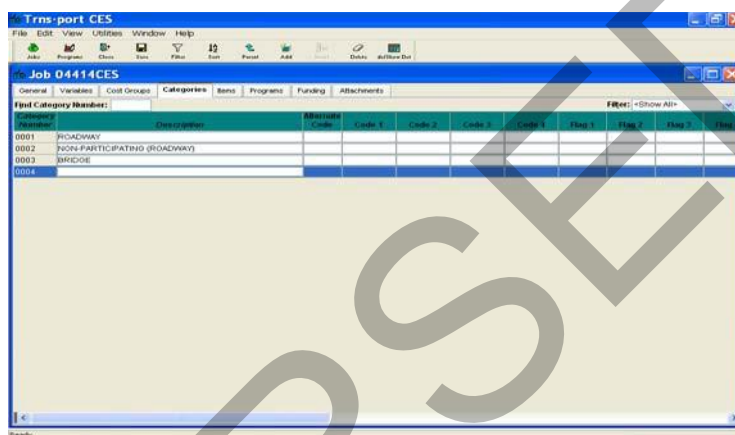 Trns·port CES
File Edit View Utilities Window Help
Jobs Programs Close Save Filter Sort Parent Add Delete
Job 04414CES
General Variables Cost Groups Categories Items Programs Funding Attachments
Find Category Number: Filter: <Show All>
Category Number Description Alternate Code Code 1 Code 2 Code 3 Code 4 Flag 1 Flag 2 Flag 3 Flag
0001 ROADWAY
0002 NON-PARTICIPATING (ROADWAY)
0003 BRIDGE
0004
Ready